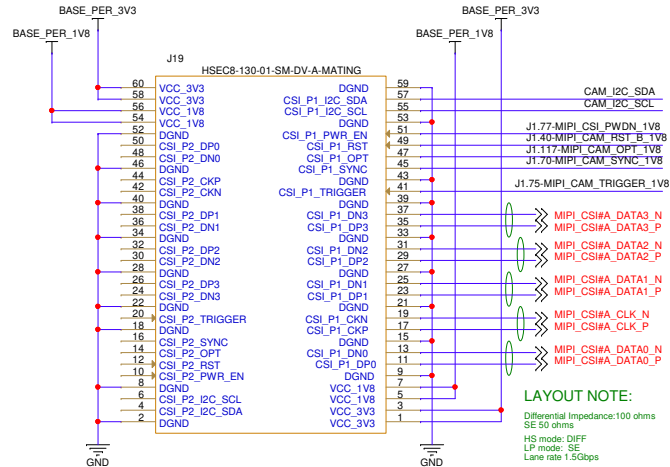 BASE_PER_3V3
BASE_PER_1V8
BASE_PER_3V3
BASE_PER_1V8
J19
HSEC8-130-01-SM-DV-A-MATING
60 VCC_3V3 DGND 59
58 VCC_3V3 CSI_P1_I2C_SDA 57 CAM_I2C_SDA
56 VCC_1V8 CSI_P1_I2C_SCL 55 CAM_I2C_SCL
54 VCC_1V8 DGND 53
52 DGND CSI_P1_PWR_EN 51 J1.77-MIPI_CSI_PWDN_1V8
50 CSI_P2_DP0 CSI_P1_RST 49 J1.40-MIPI_CAM_RST_B_1V8
48 CSI_P2_DN0 CSI_P1_OPT 47 J1.117-MIPI_CAM_OPT_1V8
46 DGND CSI_P1_SYNC 45 J1.70-MIPI_CAM_SYNC_1V8
44 CSI_P2_CKP DGND 43
42 CSI_P2_CKN CSI_P1_TRIGGER 41 J1.75-MIPI_CAM_TRIGGER_1V8
40 DGND DGND 39
38 CSI_P2_DP1 CSI_P1_DN3 37 MIPI_CSI#A_DATA3_N
36 CSI_P2_DN1 CSI_P1_DP3 35 MIPI_CSI#A_DATA3_P
34 DGND DGND 33
32 CSI_P2_DP2 CSI_P1_DN2 31 MIPI_CSI#A_DATA2_N
30 CSI_P2_DN2 CSI_P1_DP2 29 MIPI_CSI#A_DATA2_P
28 DGND DGND 27
26 CSI_P2_DP3 CSI_P1_DN1 25 MIPI_CSI#A_DATA1_N
24 CSI_P2_DN3 CSI_P1_DP1 23 MIPI_CSI#A_DATA1_P
22 DGND DGND 21
20 CSI_P2_TRIGGER CSI_P1_CKN 19 MIPI_CSI#A_CLK_N
18 DGND CSI_P1_CKP 17 MIPI_CSI#A_CLK_P
16 CSI_P2_SYNC DGND 15
14 CSI_P2_OPT CSI_P1_DN0 13 MIPI_CSI#A_DATA0_N
12 CSI_P2_RST CSI_P1_DP0 11 MIPI_CSI#A_DATA0_P
10 CSI_P2_PWR_EN DGND 9
8 DGND VCC_1V8 7
6 CSI_P2_I2C_SCL VCC_1V8 5
4 CSI_P2_I2C_SDA VCC_3V3 3
2 DGND VCC_3V3 1
GND
GND
LAYOUT NOTE:
Differential Impedance:100 ohms
SE 50 ohms
HS mode: DIFF
LP mode: SE
Lane rate 1.5Gbps